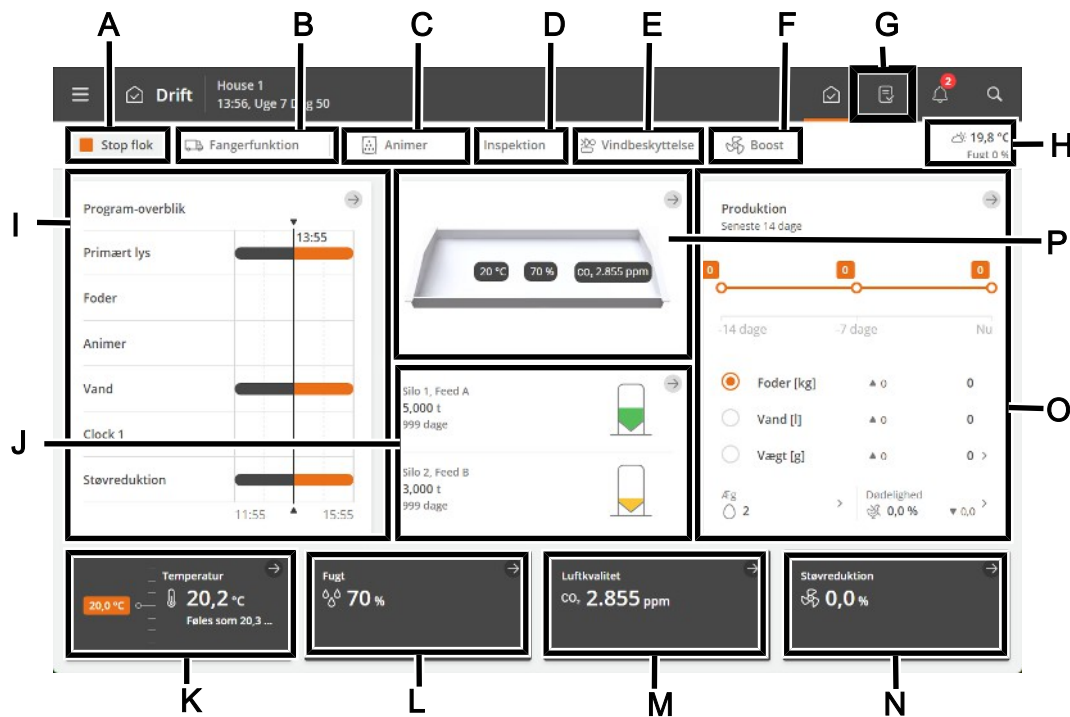 A B C D E F G
House 1
Drift
13:56, Uge 7 Dag 50
2
Stop flok Fangerfunktion Animer Inspektion Vindbeskyttelse Boost
19,8 °C
Fugt 0 %
H
I
Program-overblik
13:55
Primært lys
Foder
Animer
Vand
Clock 1
Støvreduktion
11:55 15:55
20 °C 70 % CO₂ 2.855 ppm
P
Silo 1, Feed A
5,000 t
999 dage
J
Silo 2, Feed B
3,000 t
999 dage
Produktion
Seneste 14 dage
0 0 0
-14 dage -7 dage Nu
Foder [kg] ▲ 0 0
O
Vand [l] ▲ 0 0
Vægt [g] ▲ 0 0 >
Æg
2 >
Dødelighed
0,0 % ▼ 0,0 >
Temperatur
20,0 °C
20,2 °C
Føles som 20,3 ...
Fugt
70 %
Luftkvalitet
CO₂ 2.855 ppm
Støvreduktion
0,0 %
K L M N